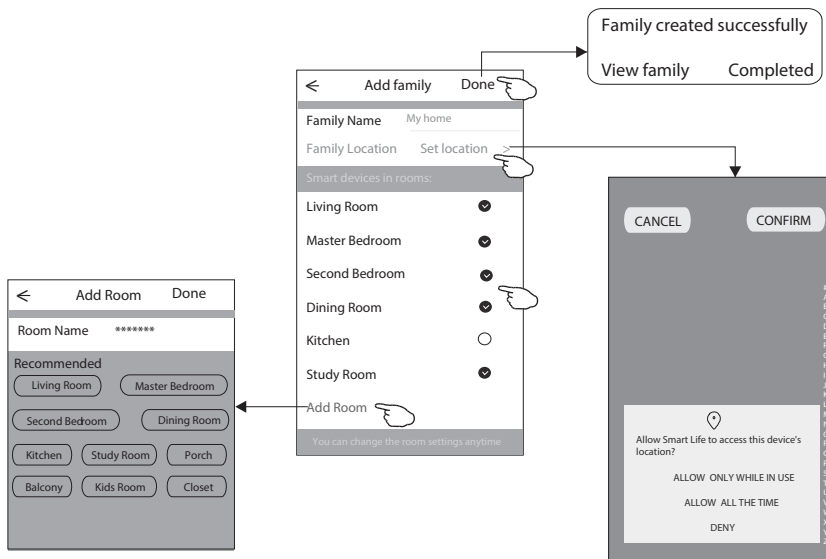 Family created successfully
View family Completed
← Add family Done
Family Name My home
Family Location Set location >
Smart devices in rooms:
Living Room
Master Bedroom
Second Bedroom
Dining Room
Kitchen
Study Room
Add Room
You can change the room settings anytime
← Add Room Done
Room Name *******
Recommended
Living Room Master Bedroom
Second Bedroom Dining Room
Kitchen Study Room Porch
Balcony Kids Room Closet
CANCEL CONFIRM
Allow Smart Life to access this device's
location?
ALLOW ONLY WHILE IN USE
ALLOW ALL THE TIME
DENY